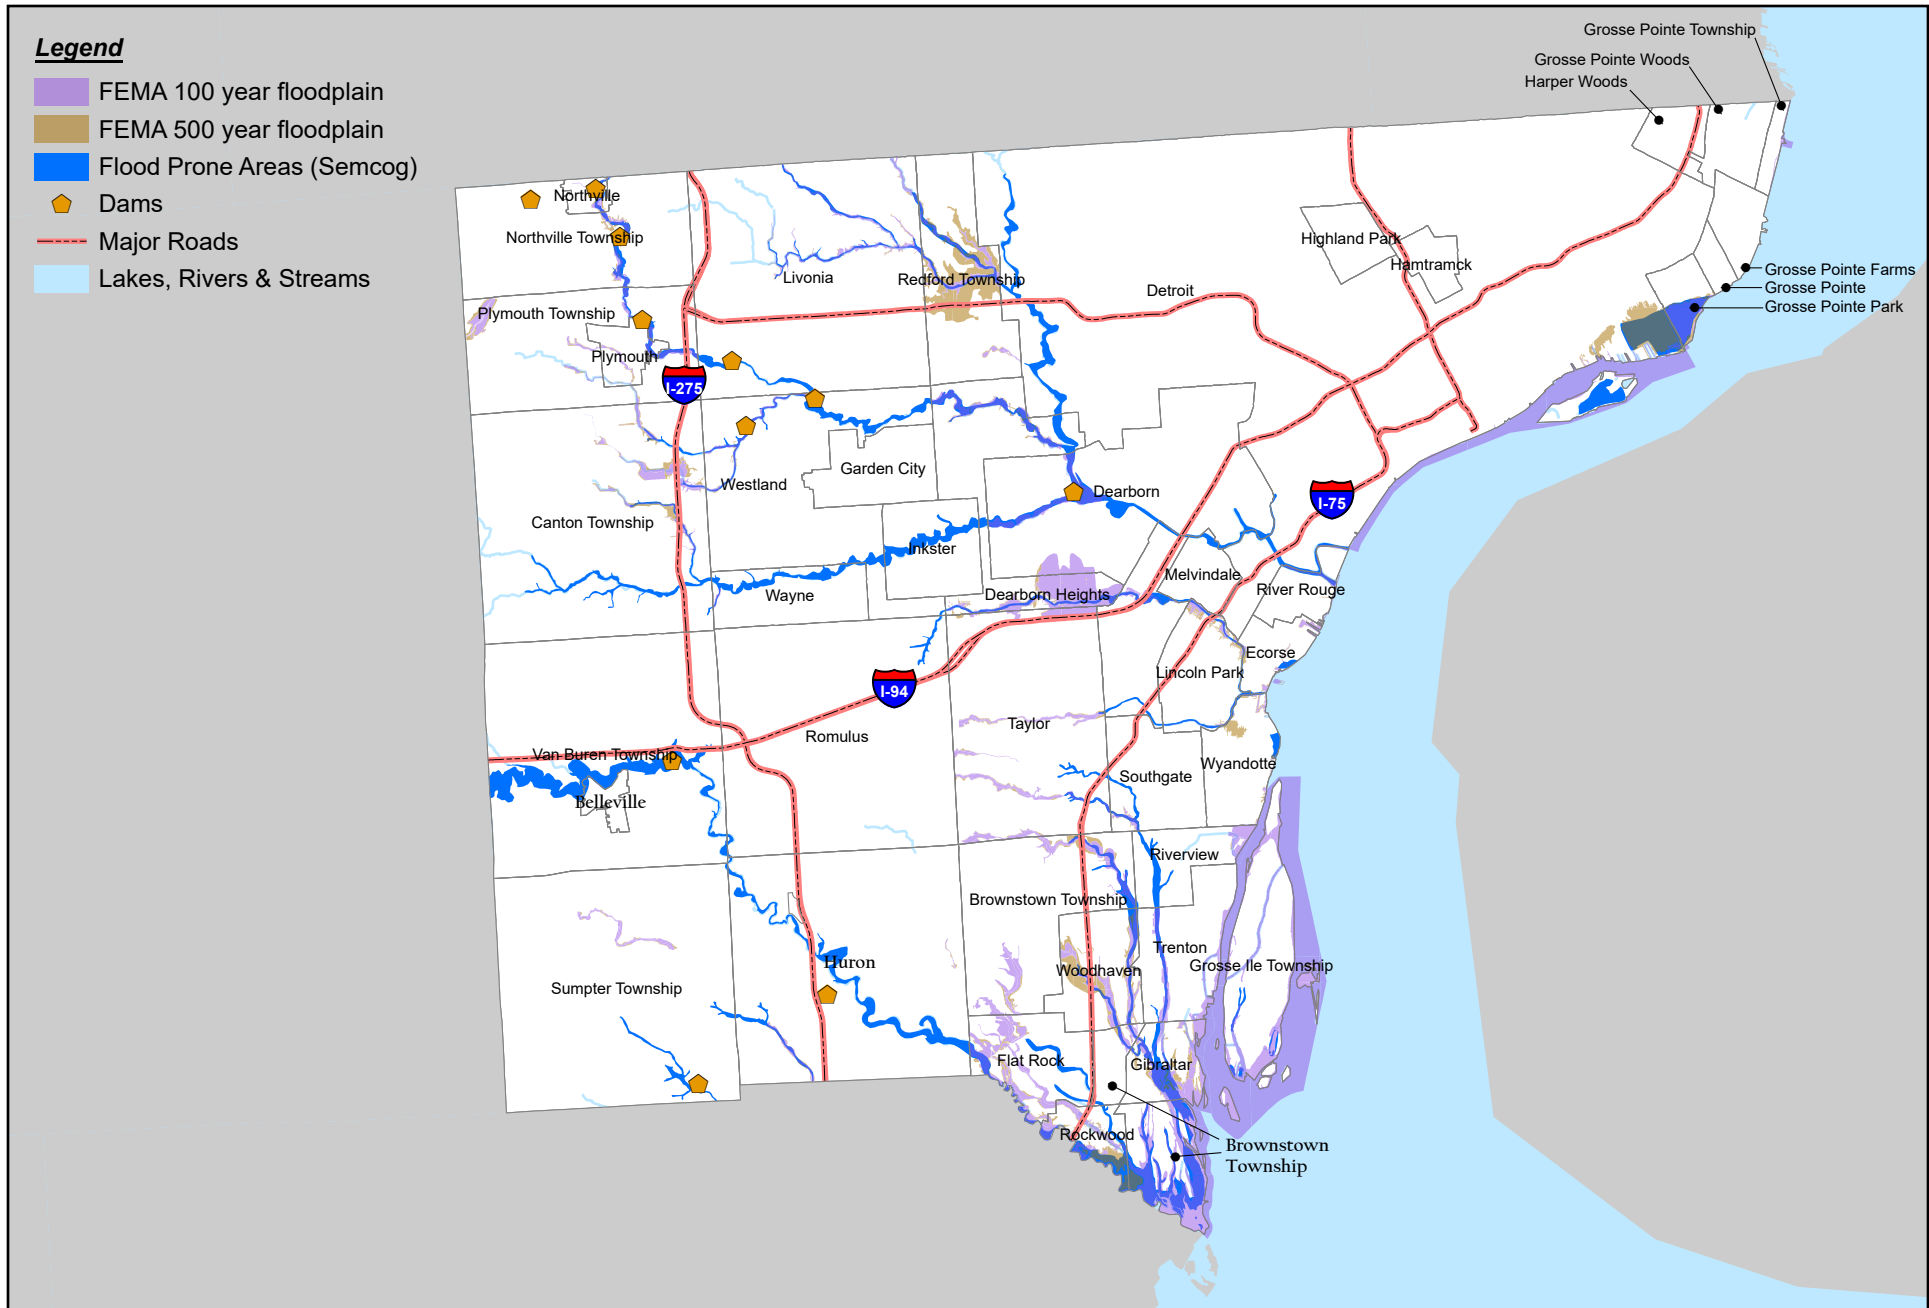 Legend
FEMA 100 year floodplain
FEMA 500 year floodplain
Flood Prone Areas (Semcog)
Dams
Major Roads
Lakes, Rivers & Streams
Grosse Pointe Township
Grosse Pointe Woods
Harper Woods
Northville
Northville Township
Livonia
Redford Township
Highland Park
Hamtramck
Detroit
Grosse Pointe Farms
Grosse Pointe
Grosse Pointe Park
Plymouth Township
Plymouth
I-275
Garden City
Westland
Dearborn
I-75
Canton Township
Inkster
Melvindale
Wayne
Dearborn Heights
River Rouge
Ecorse
Lincoln Park
I-94
Taylor
Romulus
Van Buren Township
Wyandotte
Southgate
Belleville
Riverview
Brownstown Township
Trenton
Huron
Woodhaven
Grosse Ile Township
Sumpter Township
Flat Rock
Gibraltar
Rockwood
Brownstown
Township